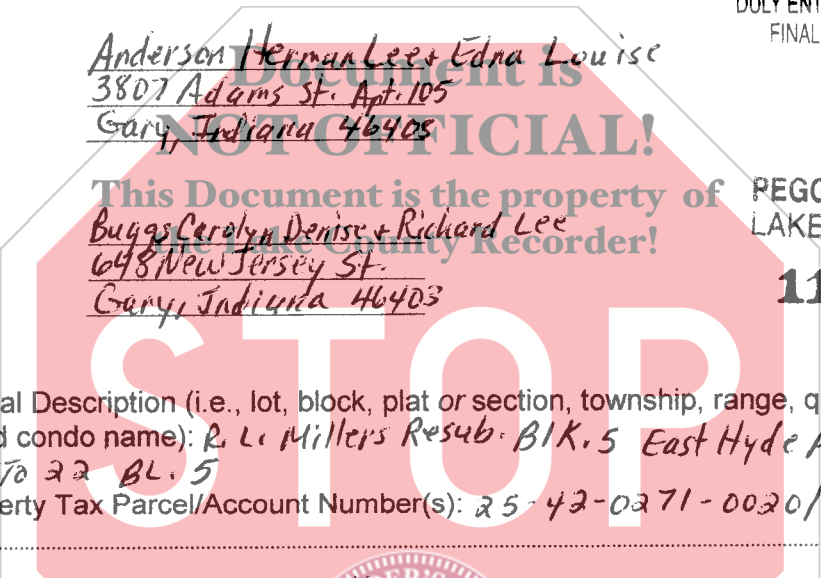 DULY ENT
FINAL
Anderson Herman Lee + Edna Louise
3807 Adams St. Apt. 105
Gary, Indiana 46408
Document is
NOT OFFICIAL!
This Document is the property of
the Lake County Recorder!
PEGG
LAKE
Buggs Carolyn Denise + Richard Lee
648 New Jersey St.
Gary, Indiana 46403
11
STOP
al Description (i.e., lot, block, plat or section, township, range, q
d condo name): R. L. Millers Resub. Blk. 5 East Hyde
To 22 BL. 5
erty Tax Parcel/Account Number(s): 25-42-0271-0020/